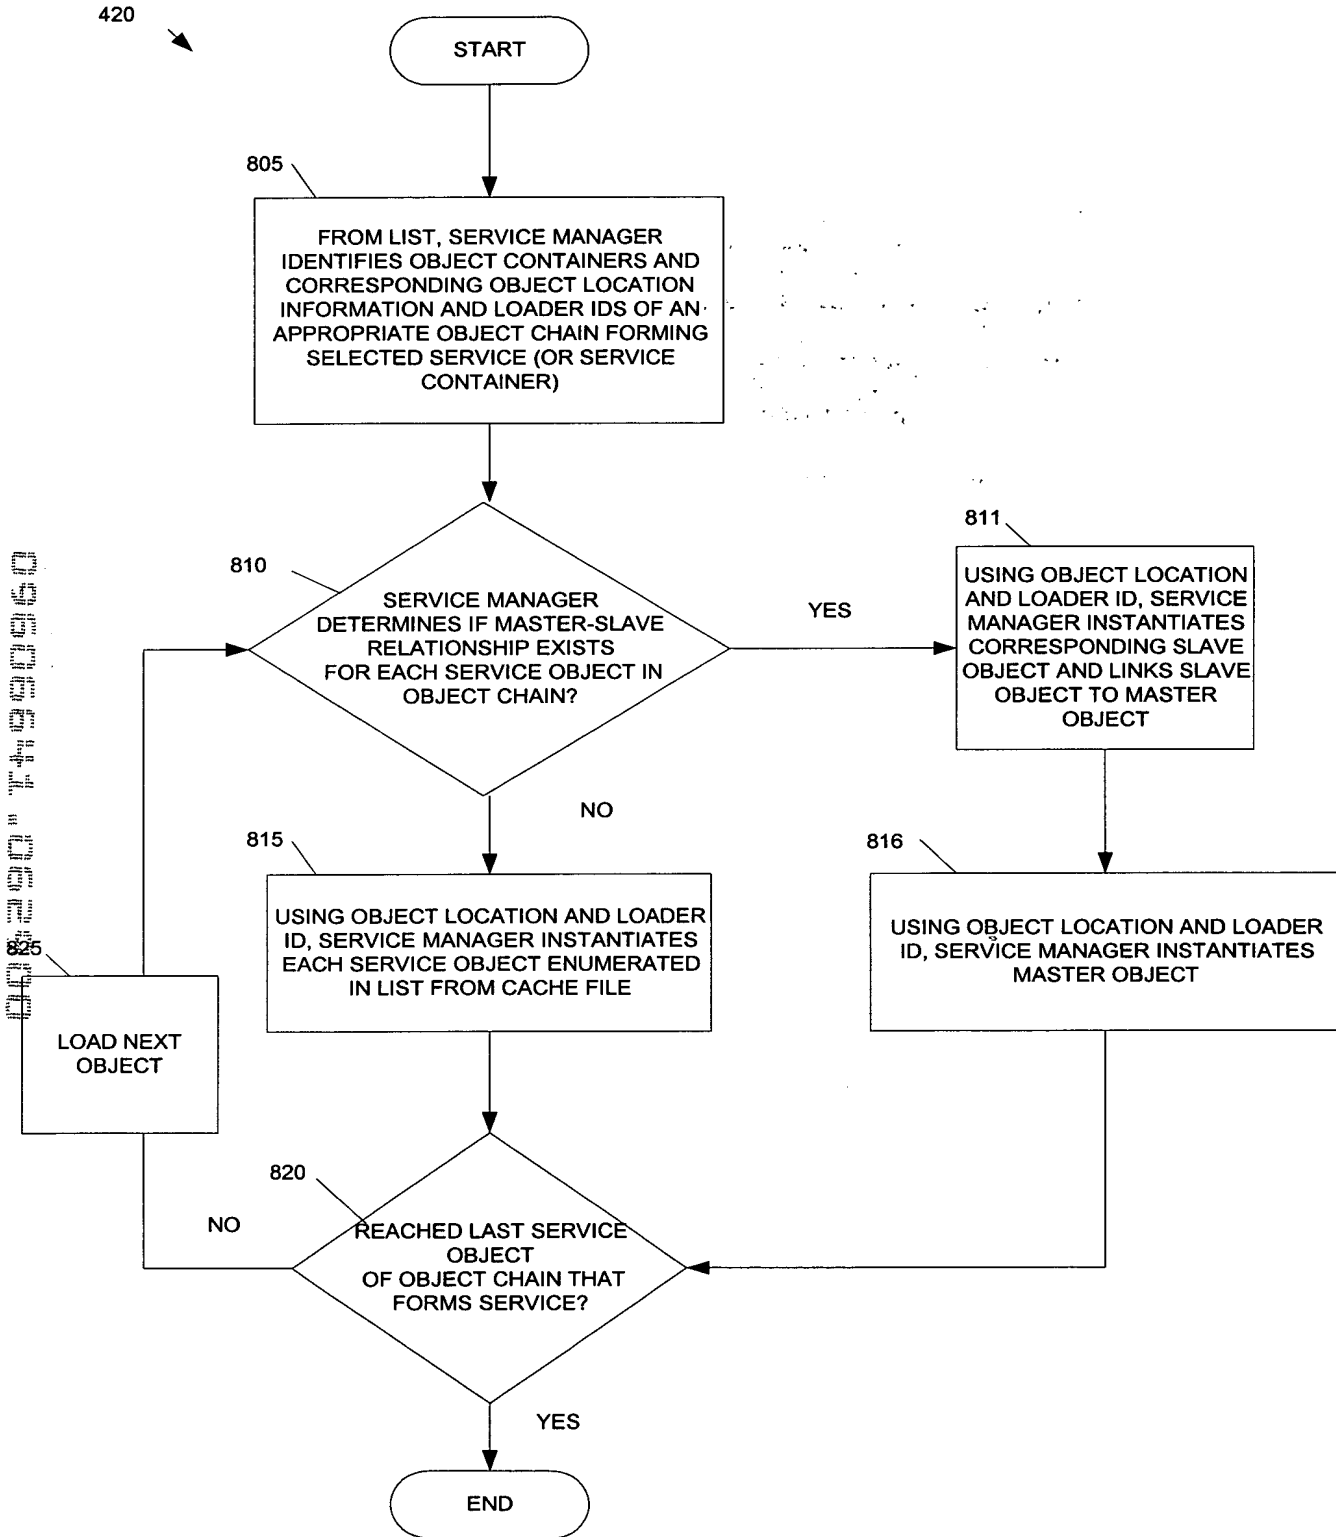 420
START
805
FROM LIST, SERVICE MANAGER
IDENTIFIES OBJECT CONTAINERS AND
CORRESPONDING OBJECT LOCATION
INFORMATION AND LOADER IDS OF AN
APPROPRIATE OBJECT CHAIN FORMING
SELECTED SERVICE (OR SERVICE
CONTAINER)
810
SERVICE MANAGER
DETERMINES IF MASTER-SLAVE
RELATIONSHIP EXISTS
FOR EACH SERVICE OBJECT IN
OBJECT CHAIN?
YES
811
USING OBJECT LOCATION
AND LOADER ID, SERVICE
MANAGER INSTANTIATES
CORRESPONDING SLAVE
OBJECT AND LINKS SLAVE
OBJECT TO MASTER
OBJECT
NO
815
USING OBJECT LOCATION AND LOADER
ID, SERVICE MANAGER INSTANTIATES
EACH SERVICE OBJECT ENUMERATED
IN LIST FROM CACHE FILE
816
USING OBJECT LOCATION AND LOADER
ID, SERVICE MANAGER INSTANTIATES
MASTER OBJECT
825
LOAD NEXT
OBJECT
820
REACHED LAST SERVICE
OBJECT
OF OBJECT CHAIN THAT
FORMS SERVICE?
NO
YES
END